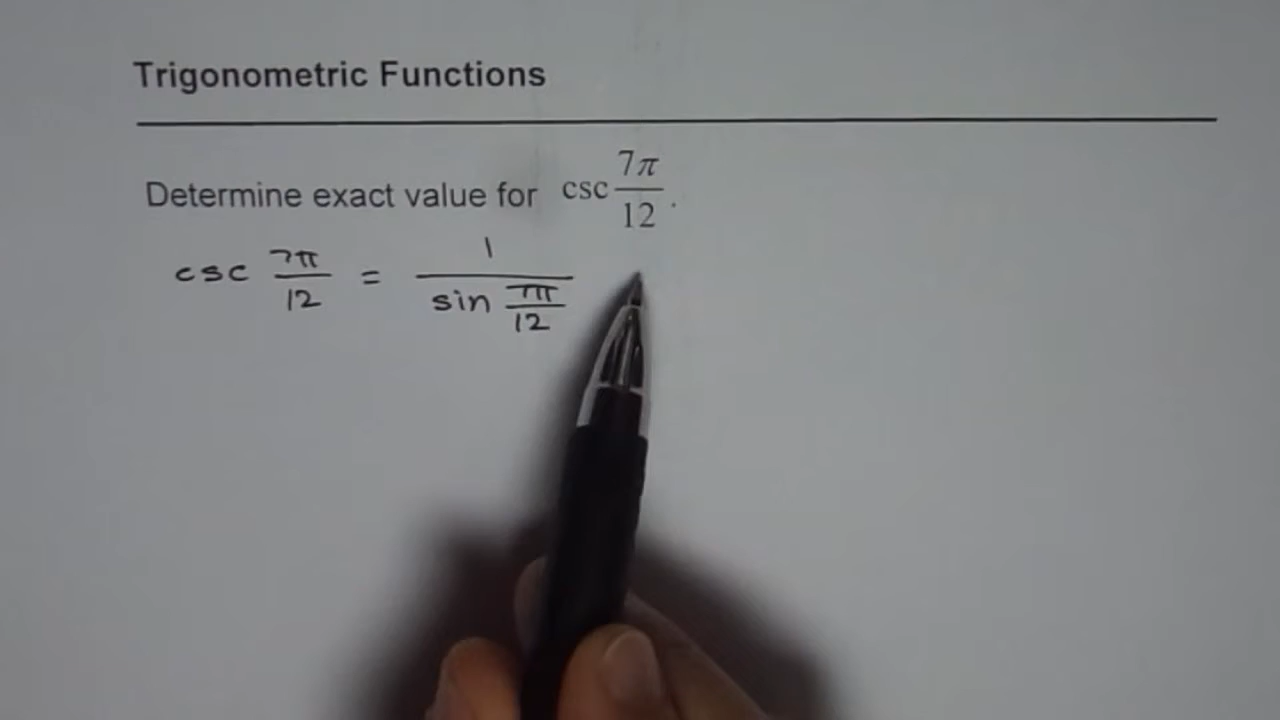 Trigonometric Functions
Determine exact value for csc 7π/12.
csc 7π/12 = 1/(sin 7π/12)